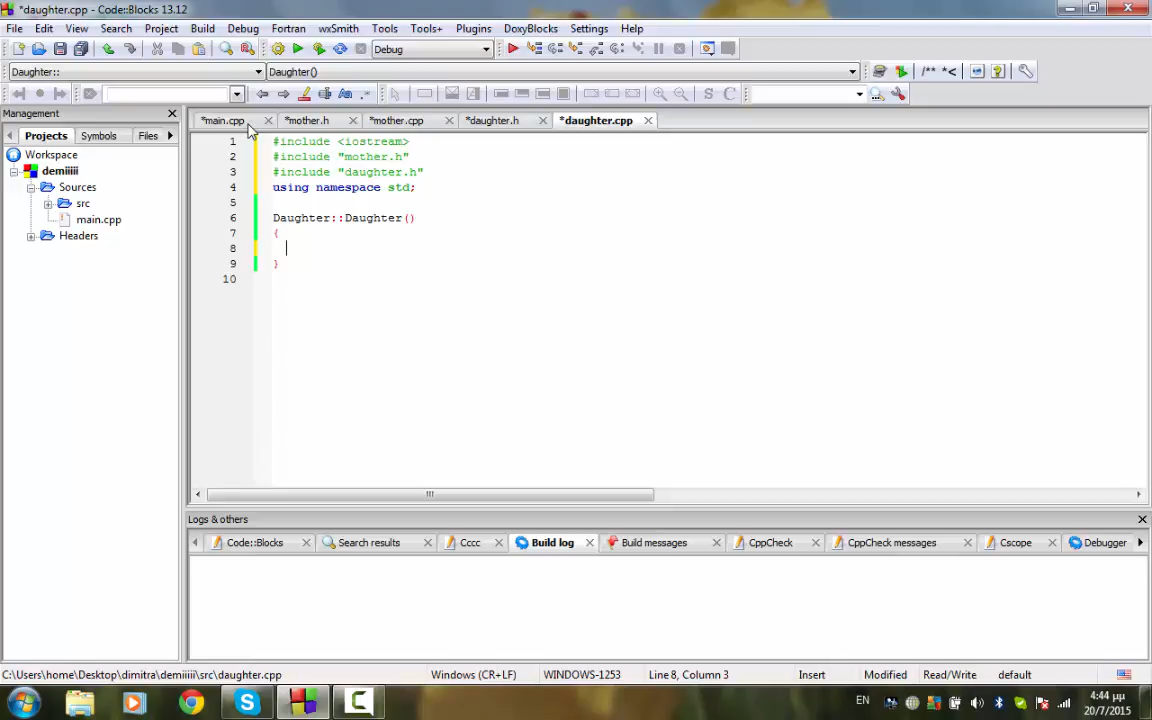 *daughter.cpp - Code::Blocks 13.12
File Edit View Search Project Build Debug Fortran wxSmith Tools Tools+ Plugins DoxyBlocks Settings Help
Debug
Daughter:: Daughter()
/** *<
S C
Management
*main.cpp *mother.h *mother.cpp *daughter.h *daughter.cpp
Projects Symbols Files
Workspace
demiiiii
Sources
src
main.cpp
Headers
1 #include <iostream>
2 #include "mother.h"
3 #include "daughter.h"
4 using namespace std;
5
6 Daughter::Daughter()
7 {
8
9 }
10
Logs & others
Code::Blocks Search results Cccc Build log Build messages CppCheck CppCheck messages Cscope Debugger
C:\Users\home\Desktop\dimitra\demiiiii\src\daughter.cpp Windows (CR+LF) WINDOWS-1253 Line 8, Column 3 Insert Modified Read/Write default
EN 4:44 μμ
20/7/2015